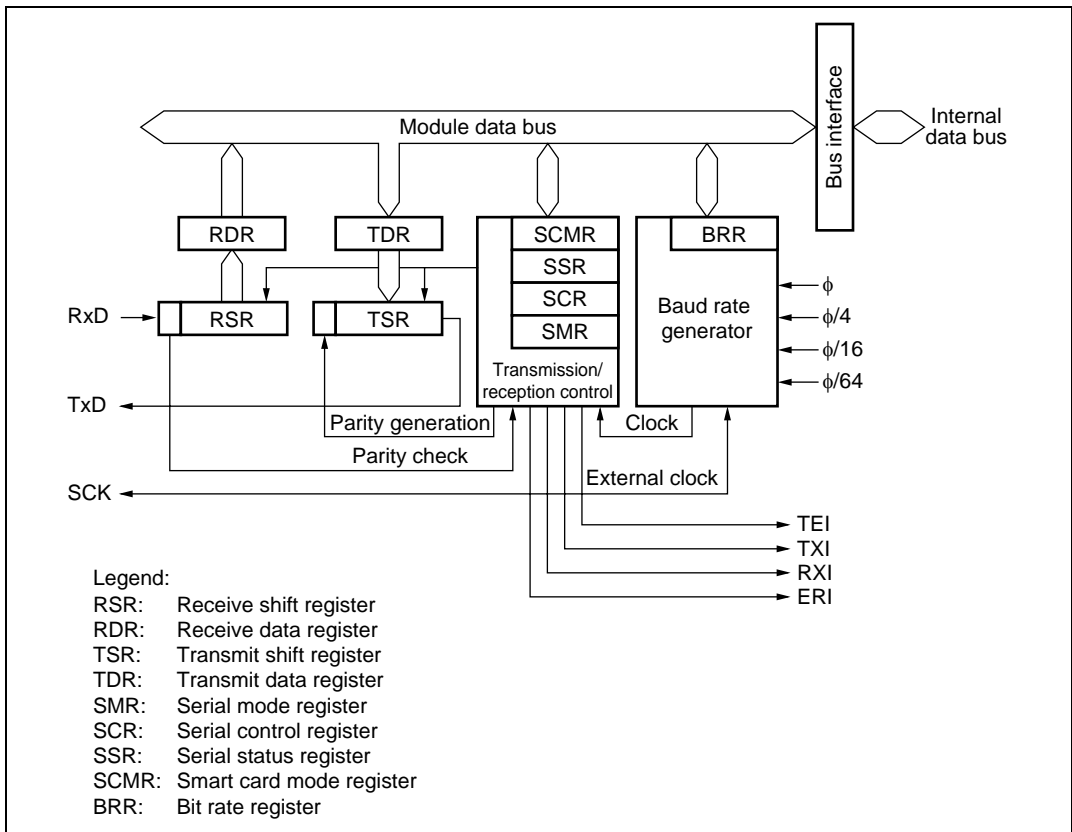 Bus interface
Internal
data bus
Module data bus
RDR
TDR
SCMR
BRR
SSR
RSR
TSR
SCR
SMR
Baud rate
generator
φ
φ/4
φ/16
φ/64
RxD
TxD
SCK
Transmission/
reception control
Parity generation
Clock
Parity check
External clock
TEI
TXI
RXI
ERI
Legend:
RSR: Receive shift register
RDR: Receive data register
TSR: Transmit shift register
TDR: Transmit data register
SMR: Serial mode register
SCR: Serial control register
SSR: Serial status register
SCMR: Smart card mode register
BRR: Bit rate register